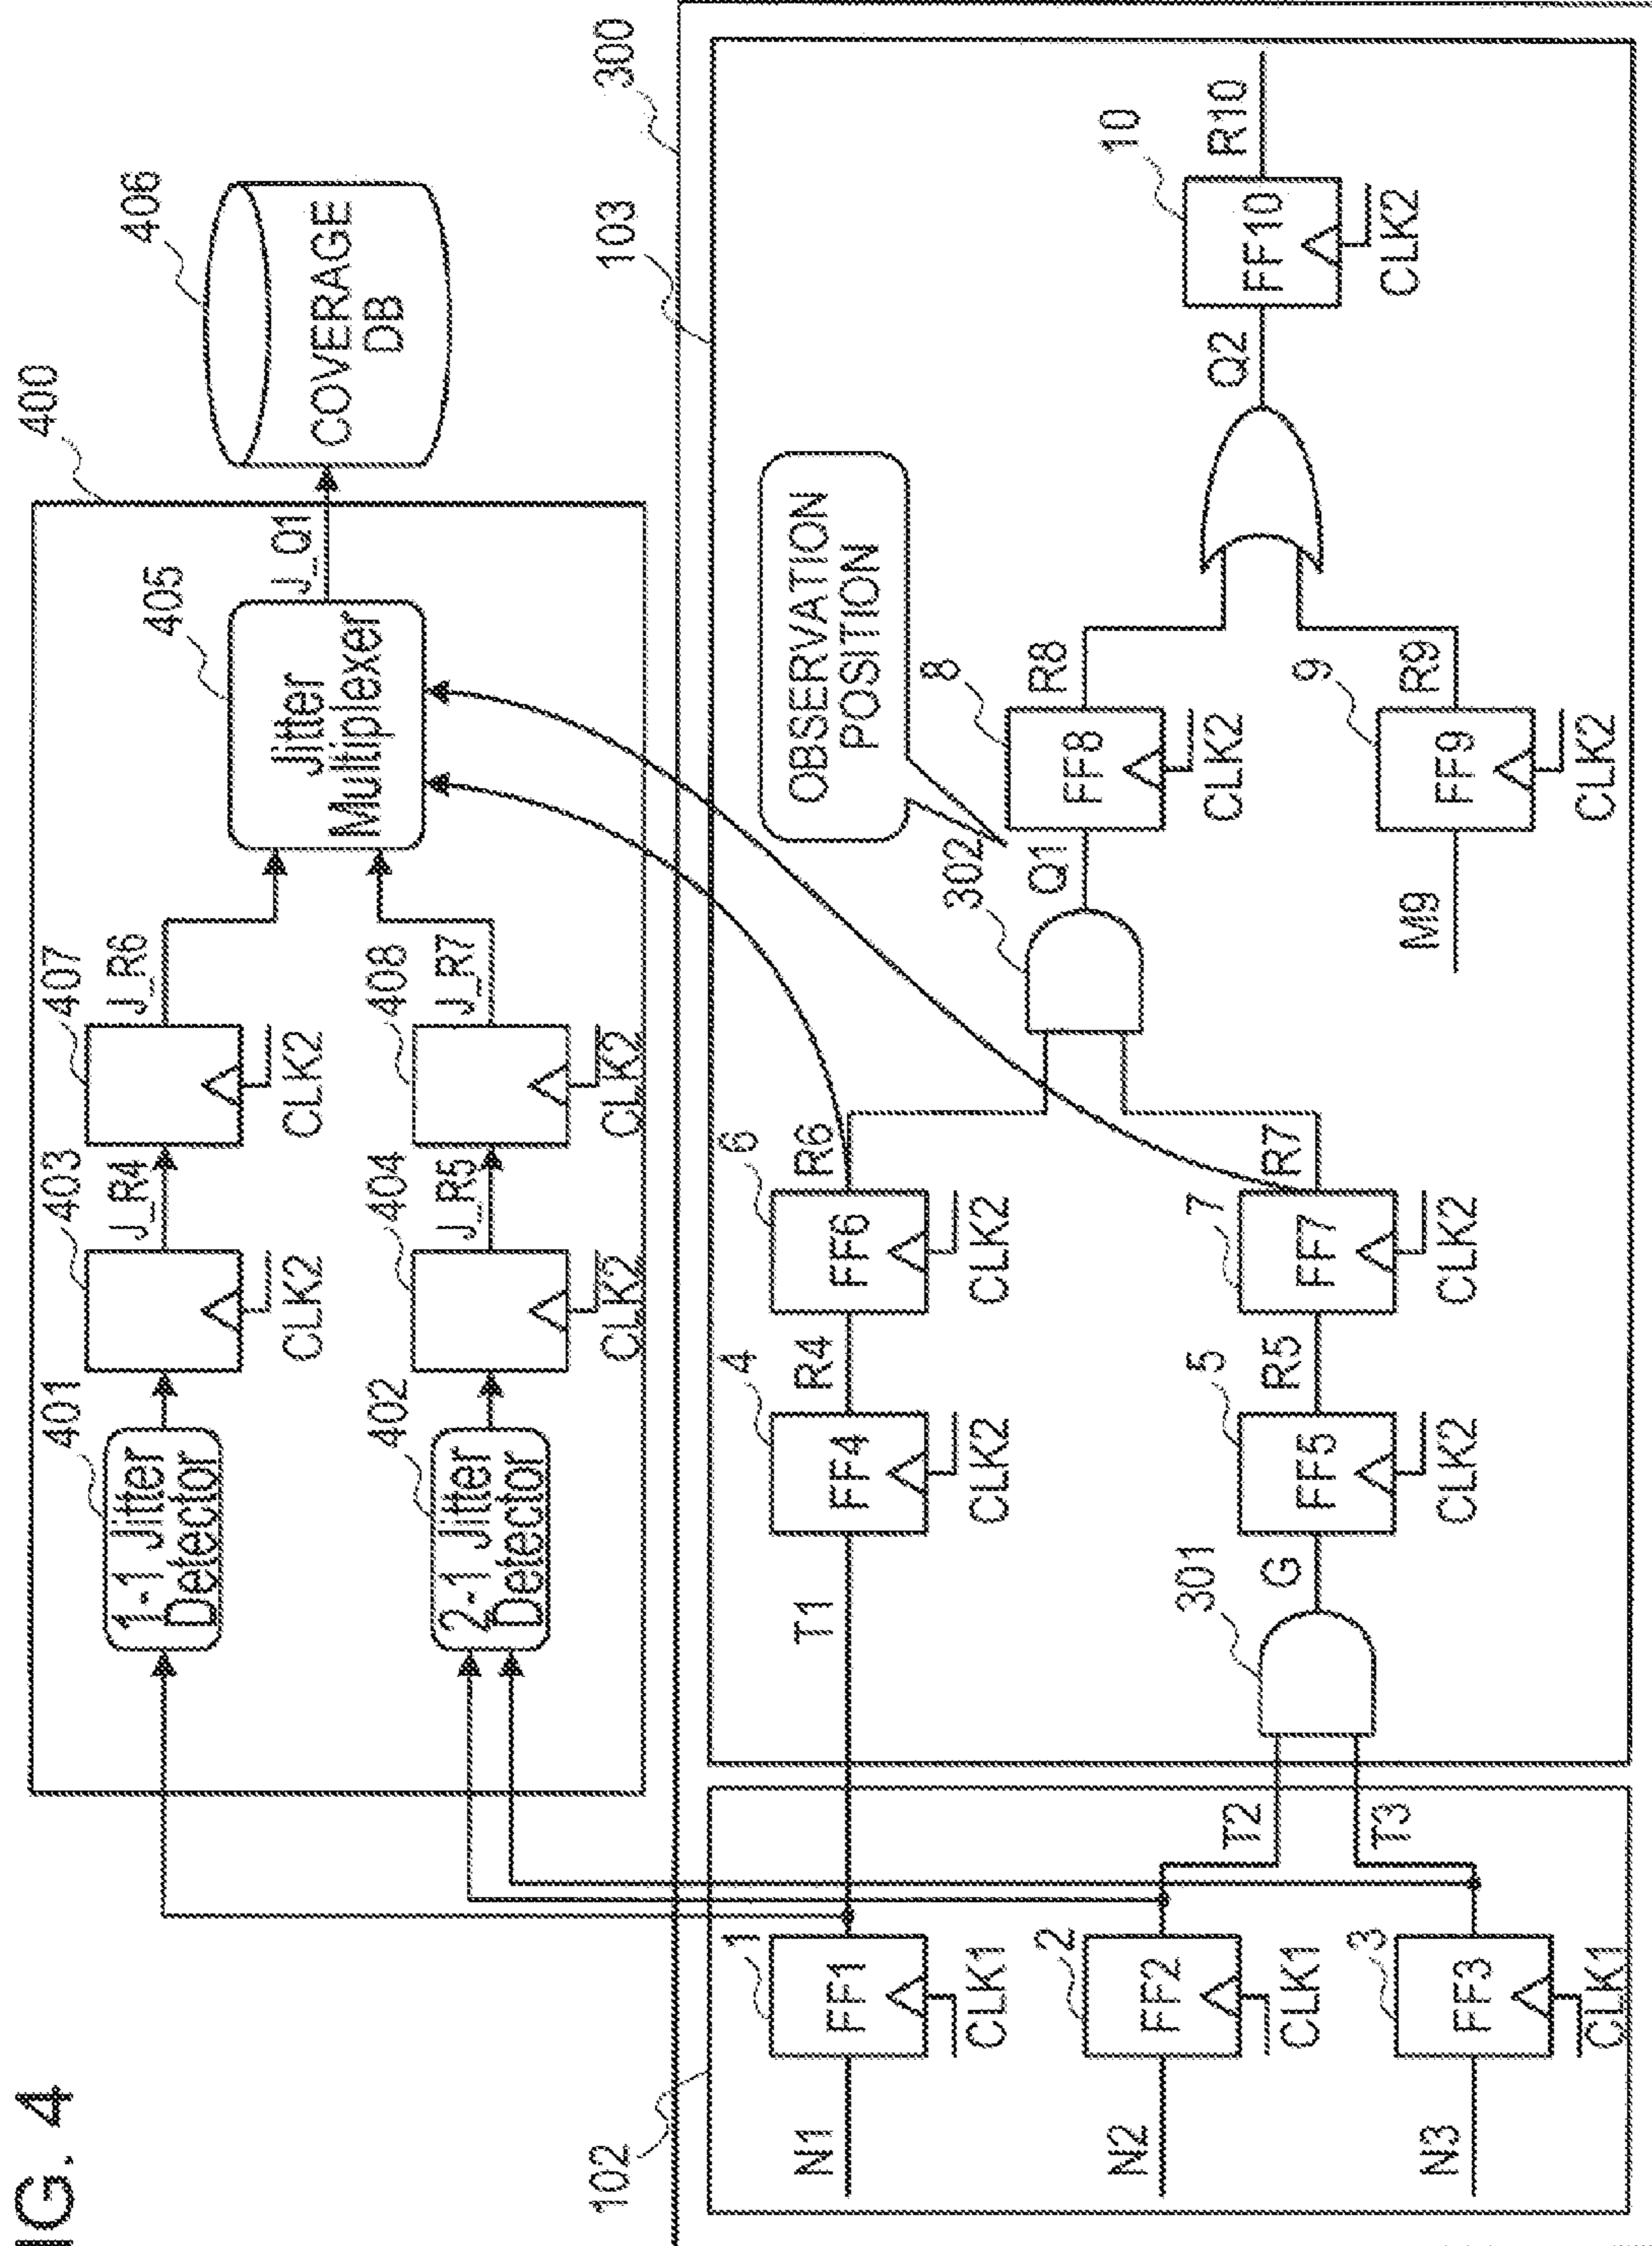 FIG. 4
400
401
1-1 Jitter
Detector
403
CLK2
J_R4
407
CLK2
J_R6
402
2-1 Jitter
Detector
404
CLK2
J_R5
408
CLK2
J_R7
405
Jitter
Multiplexer
J_Q1
406
COVERAGE
DB
300
102
103
N1
1
FF1
CLK1
T1
4
FF4
CLK2
R4
6
FF6
CLK2
R6
N2
2
FF2
CLK1
T2
N3
3
FF3
CLK1
T3
301
G
5
FF5
CLK2
R5
7
FF7
CLK2
R7
302
Q1
OBSERVATION
POSITION
8
FF8
CLK2
R8
M9
9
FF9
CLK2
R9
Q2
10
FF10
CLK2
R10